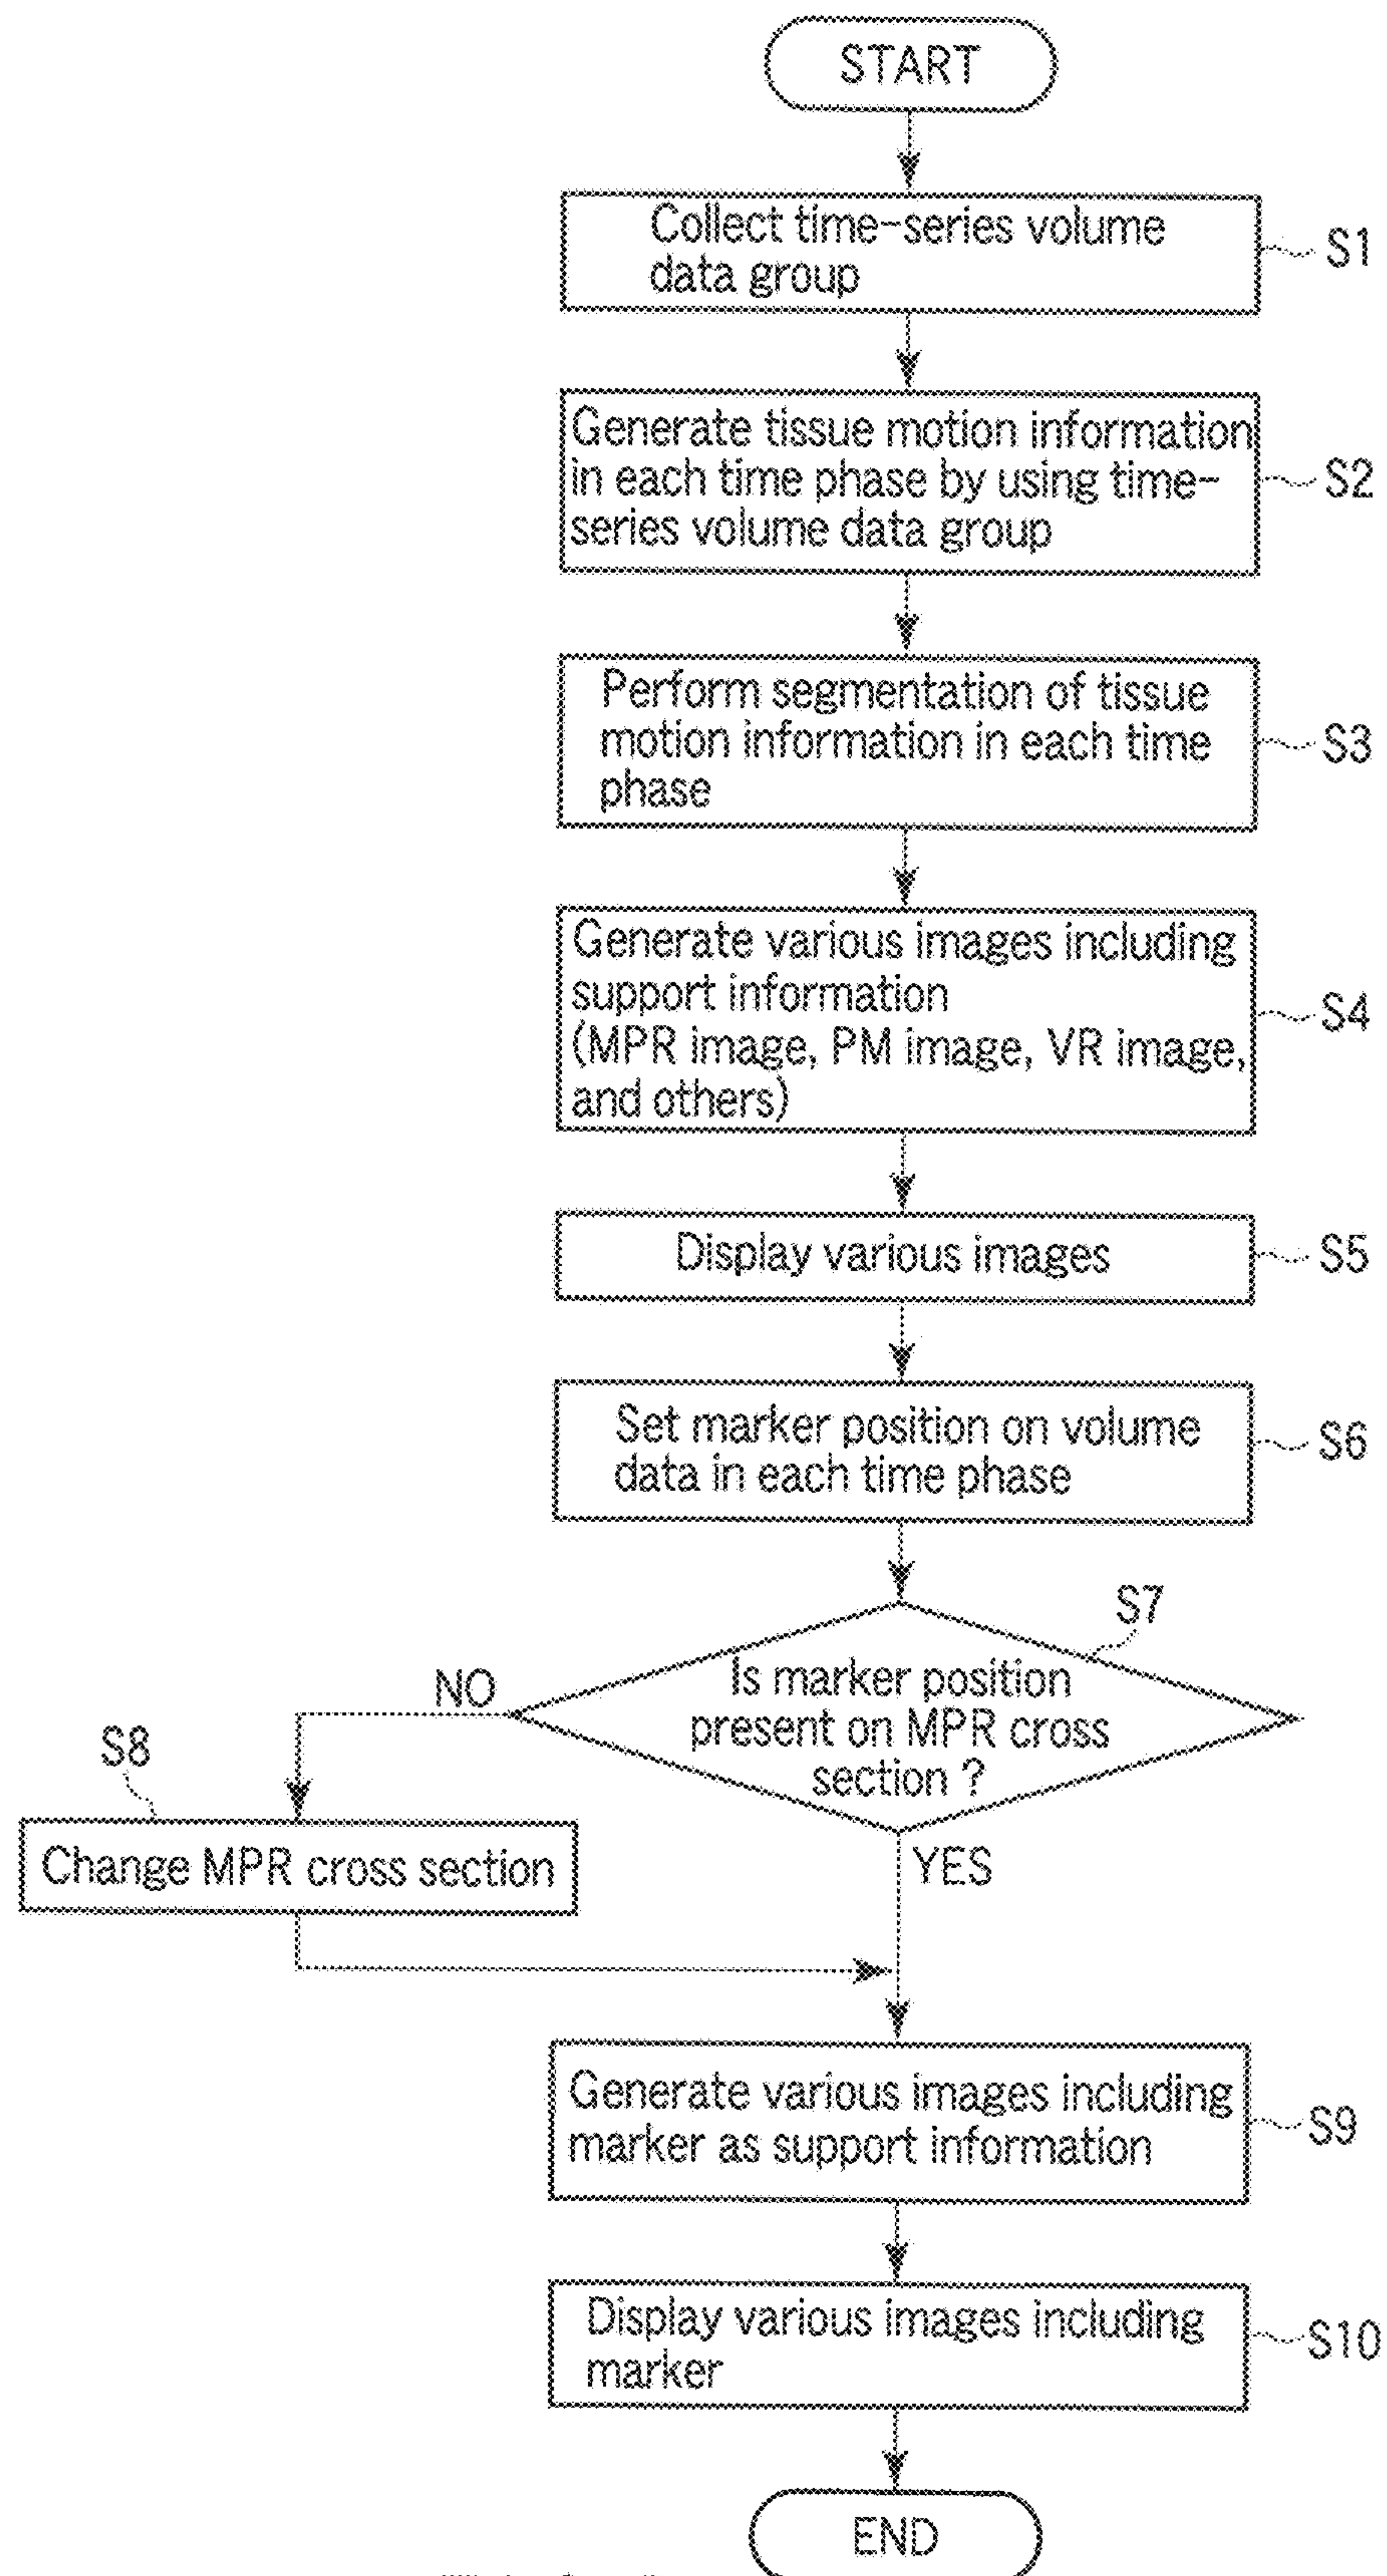 START
Collect time-series volume
data group
S1
Generate tissue motion information
in each time phase by using time-
series volume data group
S2
Perform segmentation of tissue
motion information in each time
phase
S3
Generate various images including
support information
(MPR image, PM image, VR image,
and others)
S4
Display various images
S5
Set marker position on volume
data in each time phase
S6
S7
Is marker position
present on MPR cross
section ?
NO
S8
Change MPR cross section
YES
Generate various images including
marker as support information
S9
Display various images including
marker
S10
END